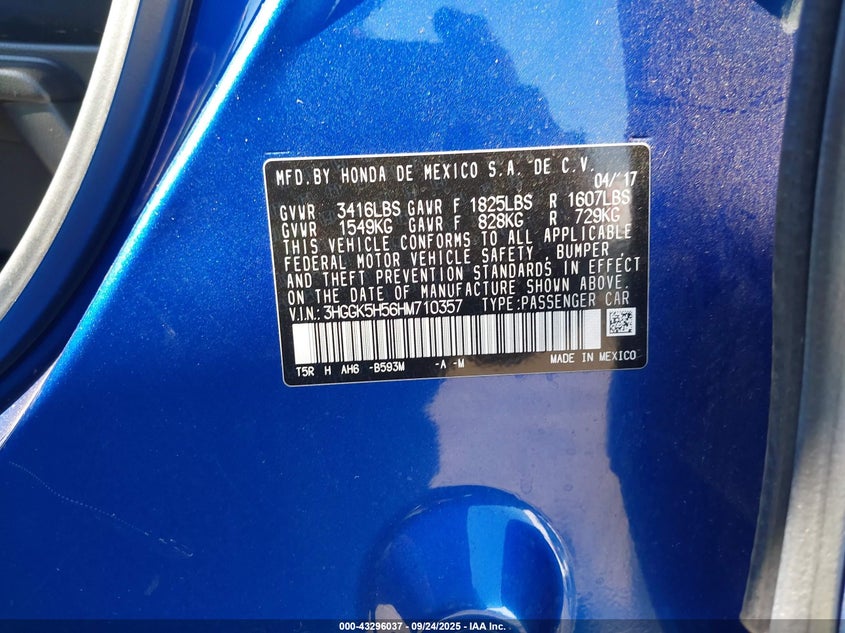 MFD.BY HONDA DE MEXICO S.A. DE C.V.
04/'17
GVWR 3416LBS GAWR F 1825LBS R 1607LBS
GVWR 1549KG GAWR F 828KG R 729KG
THIS VEHICLE CONFORMS TO ALL APPLICABLE
FEDERAL MOTOR VEHICLE SAFETY, BUMPER,
AND THEFT PREVENTION STANDARDS IN EFFECT
ON THE DATE OF MANUFACTURE SHOWN ABOVE.
V.I.N.: 3HGGK5H56HM710357 TYPE:PASSENGER CAR
T5R H AH6 -B593M -A -M MADE IN MEXICO
000-43296037 - 09/24/2025 - IAA Inc.